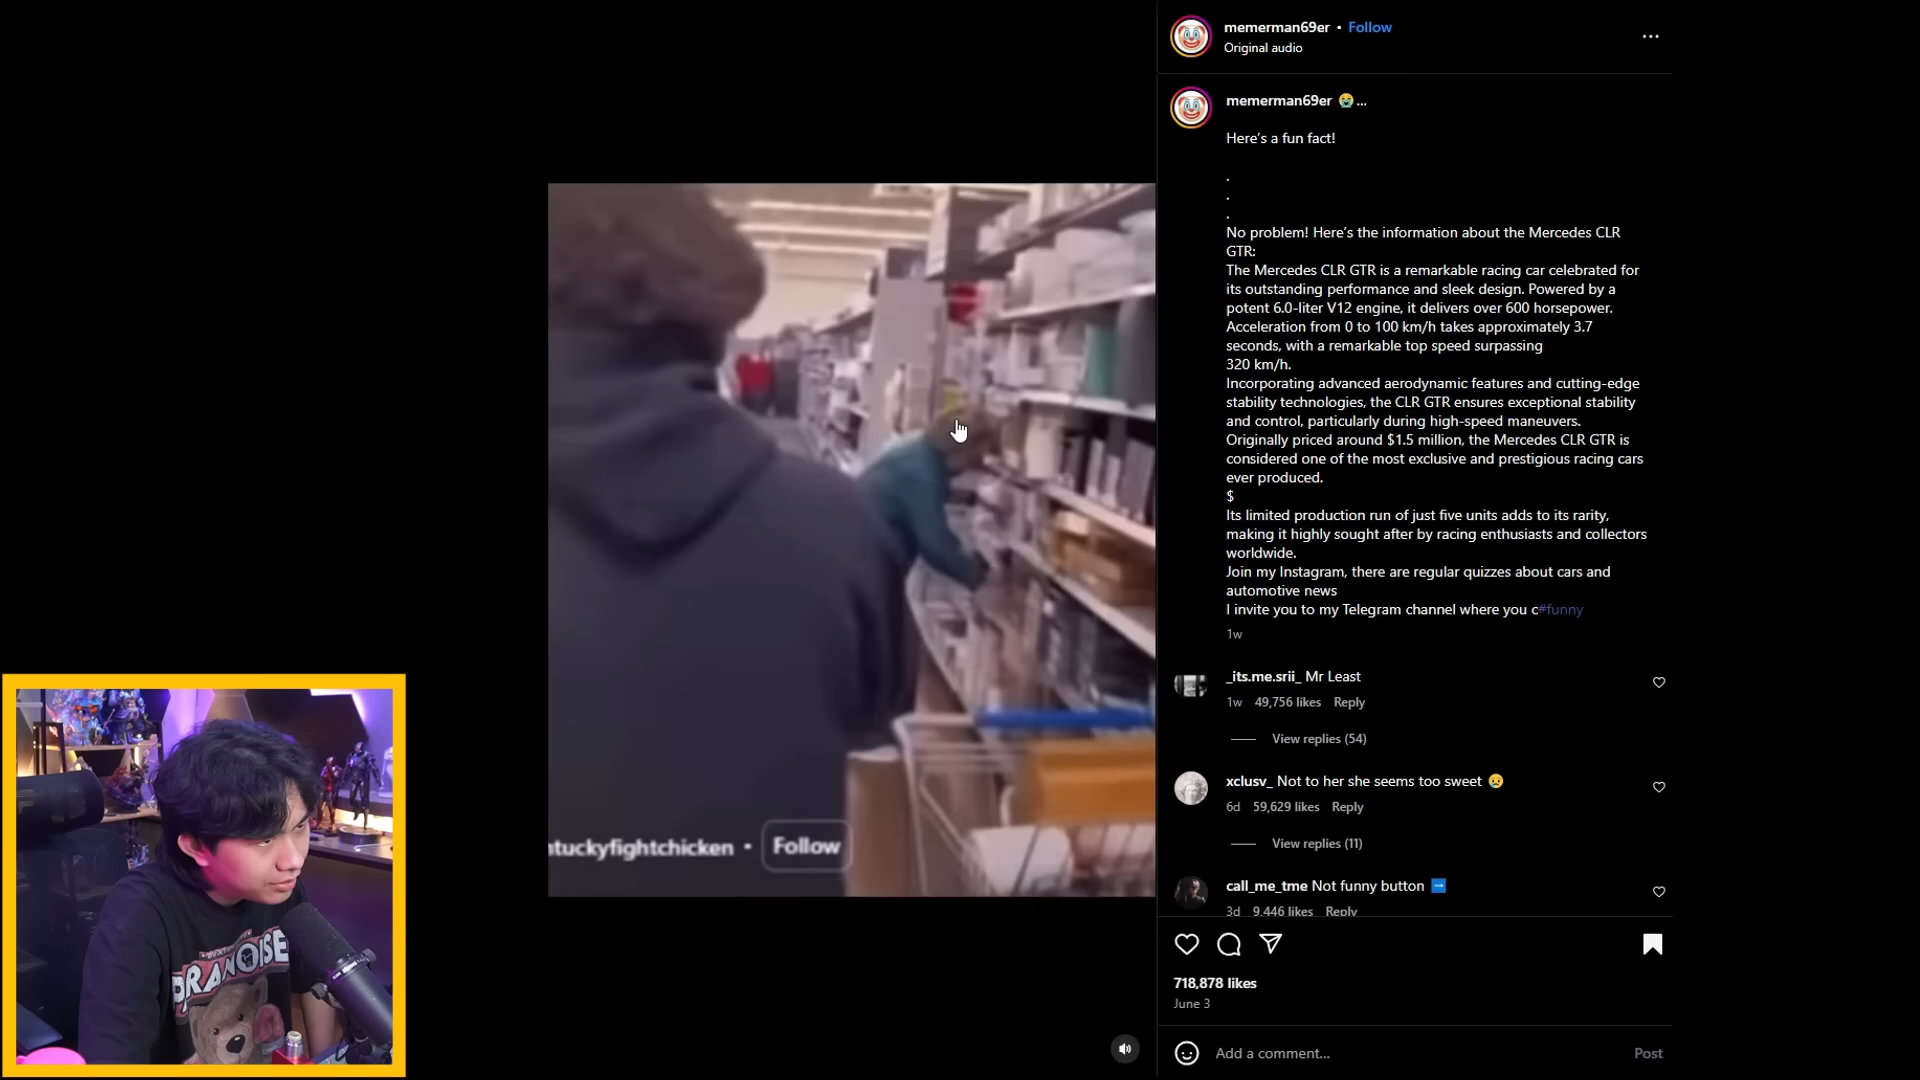 memerman69er • Follow
Original audio
memerman69er 😭...
Here's a fun fact!
.
.
.
No problem! Here's the information about the Mercedes CLR
GTR:
The Mercedes CLR GTR is a remarkable racing car celebrated for
its outstanding performance and sleek design. Powered by a
potent 6.0-liter V12 engine, it delivers over 600 horsepower.
Acceleration from 0 to 100 km/h takes approximately 3.7
seconds, with a remarkable top speed surpassing
320 km/h.
Incorporating advanced aerodynamic features and cutting-edge
stability technologies, the CLR GTR ensures exceptional stability
and control, particularly during high-speed maneuvers.
Originally priced around $1.5 million, the Mercedes CLR GTR is
considered one of the most exclusive and prestigious racing cars
ever produced.
$
Its limited production run of just five units adds to its rarity,
making it highly sought after by racing enthusiasts and collectors
worldwide.
Join my Instagram, there are regular quizzes about cars and
automotive news
I invite you to my Telegram channel where you c#funny
1w
_its.me.srii_ Mr Least
1w 49,756 likes Reply
View replies (54)
xclusv_ Not to her she seems too sweet 😢
6d 59,629 likes Reply
View replies (11)
call_me_tme Not funny button ➡️
3d 9,446 likes Reply
718,878 likes
June 3
Add a comment... Post
ntuckyfightchicken • Follow